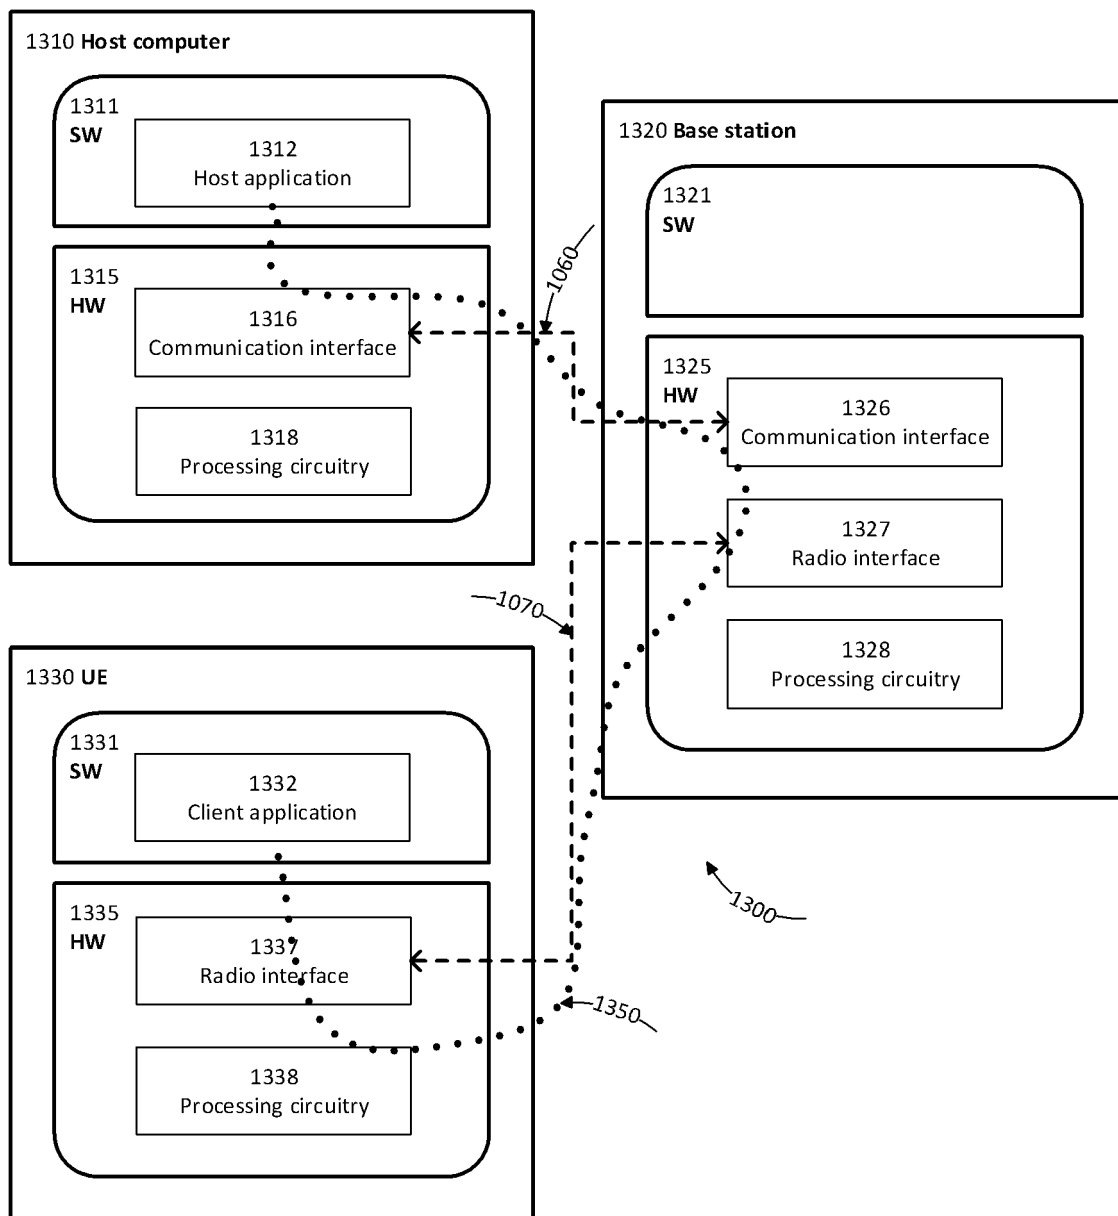 1310 Host computer
1311
SW
1312
Host application
1315
HW
1316
Communication interface
1318
Processing circuitry
1060
1320 Base station
1321
SW
1325
HW
1326
Communication interface
1327
Radio interface
1328
Processing circuitry
1070
1330 UE
1331
SW
1332
Client application
1335
HW
1337
Radio interface
1338
Processing circuitry
1300
1350